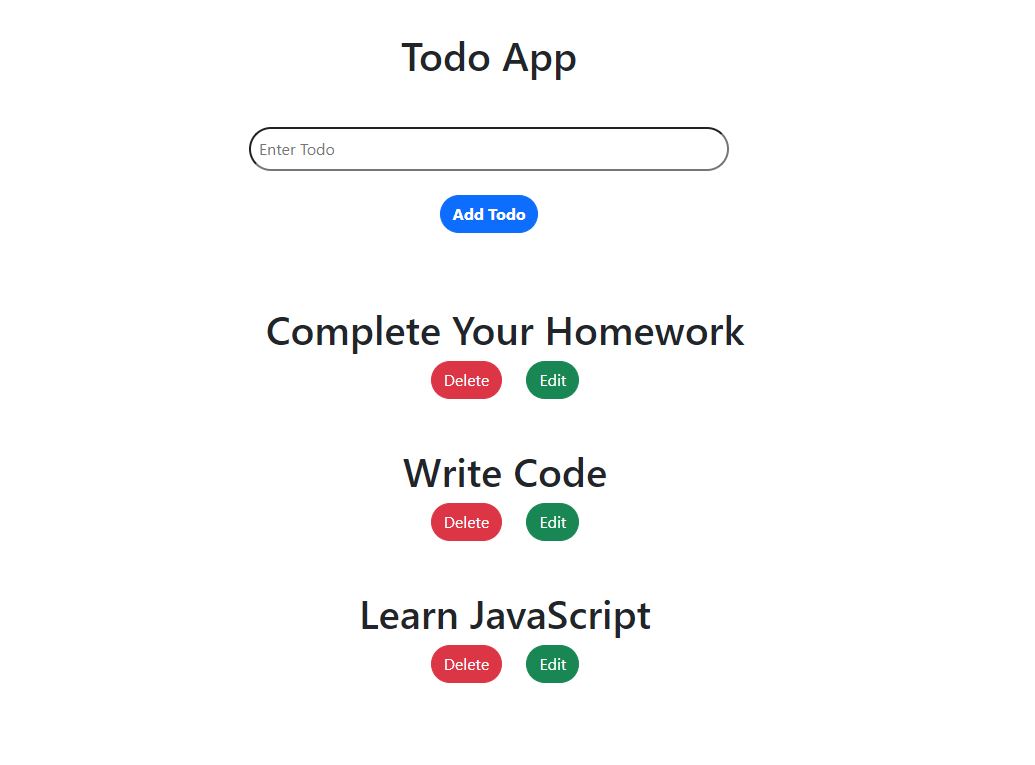 Todo App
Enter Todo
Add Todo
Complete Your Homework
Delete Edit
Write Code
Delete Edit
Learn JavaScript
Delete Edit